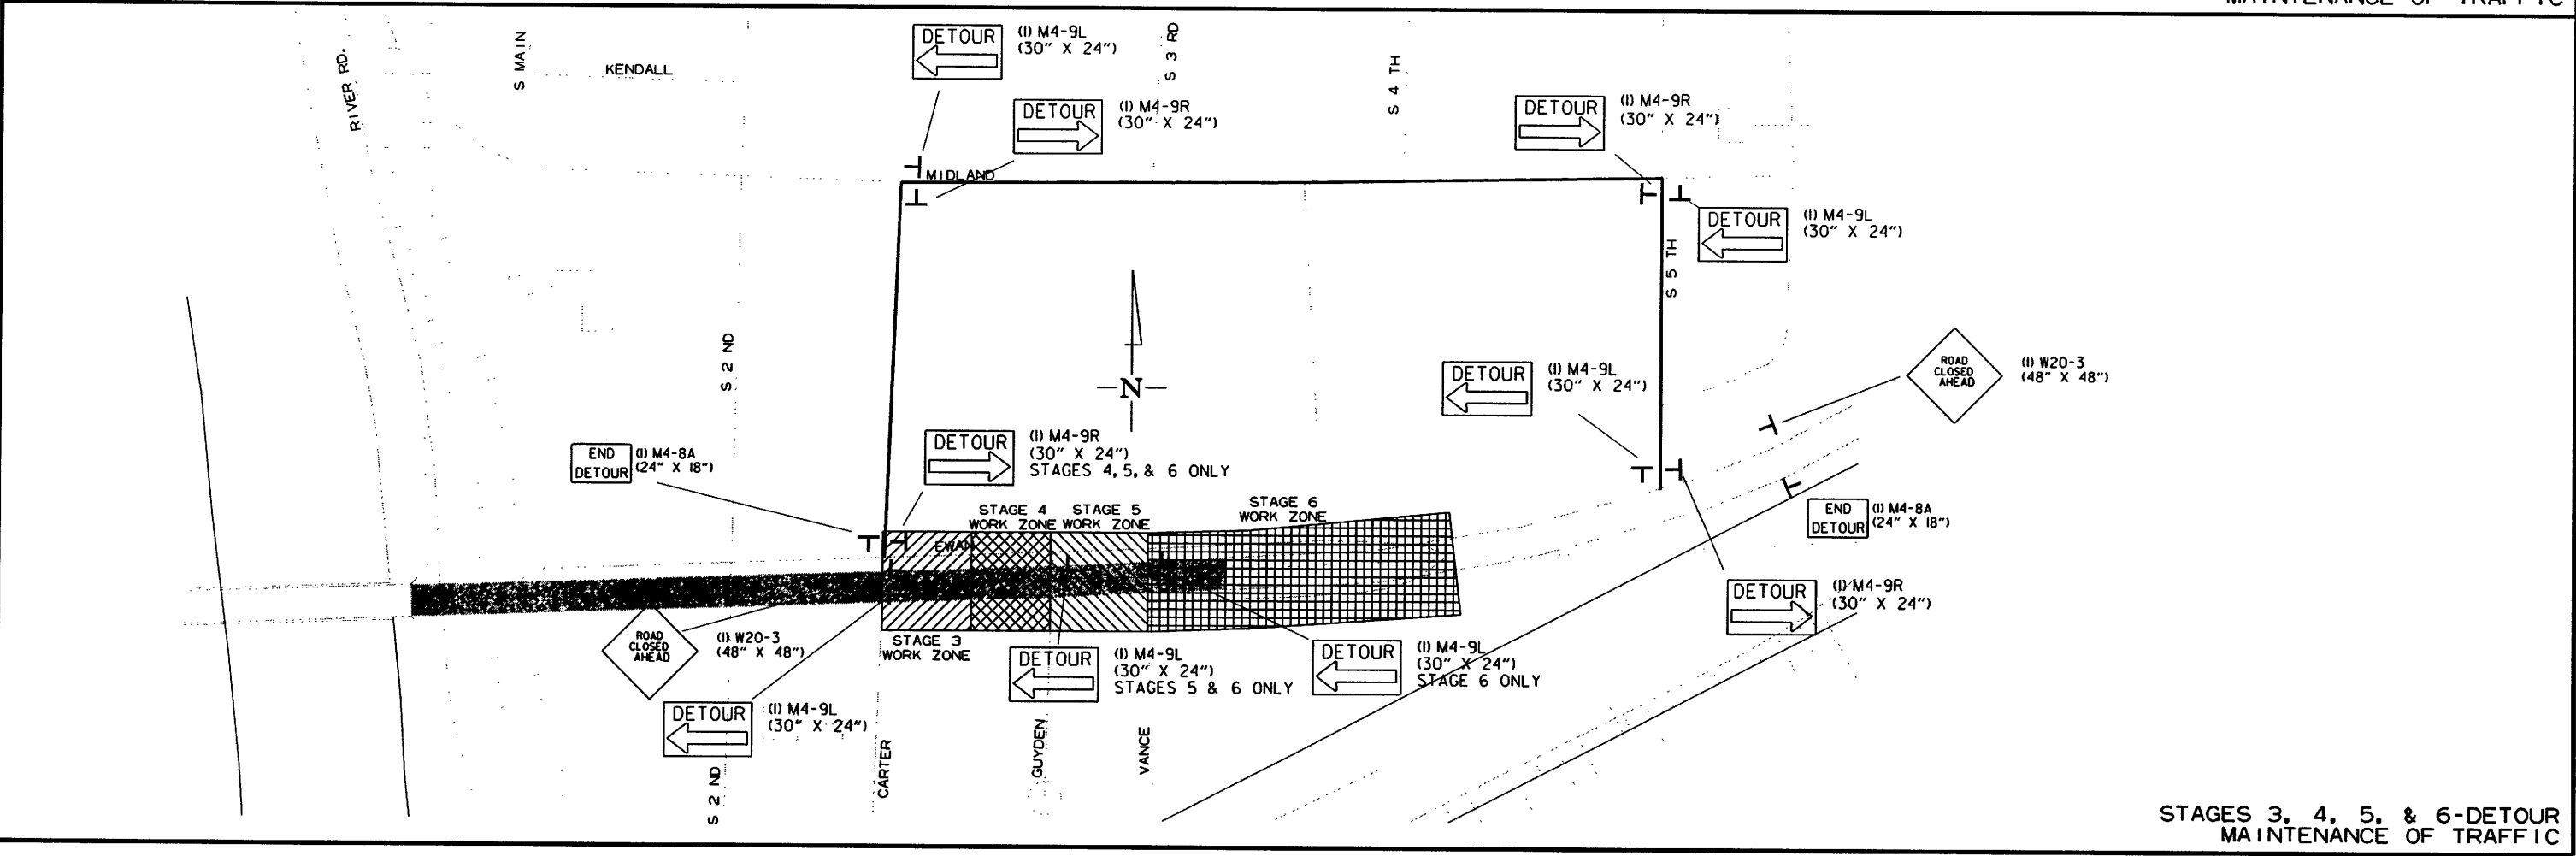 MAINTENANCE OF TRAFFIC
RIVER RD.
S MAIN
KENDALL
DETOUR
(1) M4-9L
(30" X 24")
S 3 RD
S 4 TH
DETOUR
(1) M4-9R
(30" X 24")
DETOUR
(1) M4-9R
(30" X 24")
MIDLAND
DETOUR
(1) M4-9L
(30" X 24")
S 5 TH
S 2 ND
N
DETOUR
(1) M4-9L
(30" X 24")
ROAD
CLOSED
AHEAD
(1) W20-3
(48" X 48")
END
DETOUR
(1) M4-8A
(24" X 18")
DETOUR
(1) M4-9R
(30" X 24")
STAGES 4, 5, & 6 ONLY
STAGE 4
WORK ZONE
STAGE 5
WORK ZONE
STAGE 6
WORK ZONE
END
DETOUR
(1) M4-8A
(24" X 18")
DETOUR
(1) M4-9R
(30" X 24")
ROAD
CLOSED
AHEAD
(1) W20-3
(48" X 48")
STAGE 3
WORK ZONE
DETOUR
(1) M4-9L
(30" X 24")
STAGES 5 & 6 ONLY
DETOUR
(1) M4-9L
(30" X 24")
STAGE 6 ONLY
DETOUR
(1) M4-9L
(30" X 24")
S 2 ND
CARTER
GUYDEN
VANCE
STAGES 3, 4, 5, & 6-DETOUR
MAINTENANCE OF TRAFFIC